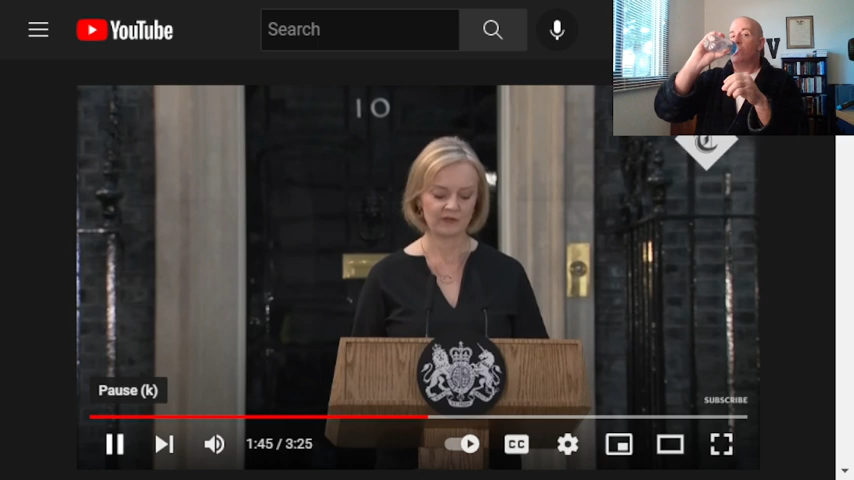 YouTube
Search
V
10
Pause (k)
SUBSCRIBE
1:45 / 3:25
CC